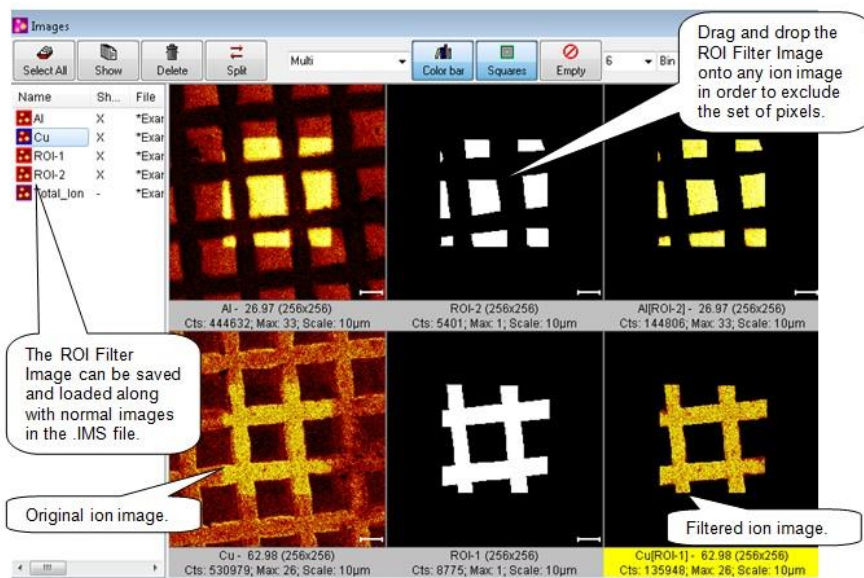 Images
Select All
Show
Delete
Split
Multi
Color bar
Squares
Empty
6
Bin
Drag and drop the
ROI Filter Image
onto any ion image
in order to exclude
the set of pixels.
Name Sh... File
Al X *Exar
Cu X *Exar
ROI-1 X *Exar
ROI-2 X *Exar
Total_Ion - *Exar
Al - 26.97 (256x256)
Cts: 444632; Max: 33; Scale: 10µm
ROI-2 (256x256)
Cts: 5401; Max: 1; Scale: 10µm
Al[ROI-2] - 26.97 (256x256)
Cts: 144806; Max: 33; Scale: 10µm
The ROI Filter
Image can be saved
and loaded along
with normal images
in the .IMS file.
Original ion image.
Filtered ion image.
Cu - 62.98 (256x256)
Cts: 530979; Max: 26; Scale: 10µm
ROI-1 (256x256)
Cts: 8775; Max: 1; Scale: 10µm
Cu[ROI-1] - 62.98 (256x256)
Cts: 135948; Max: 26; Scale: 10µm